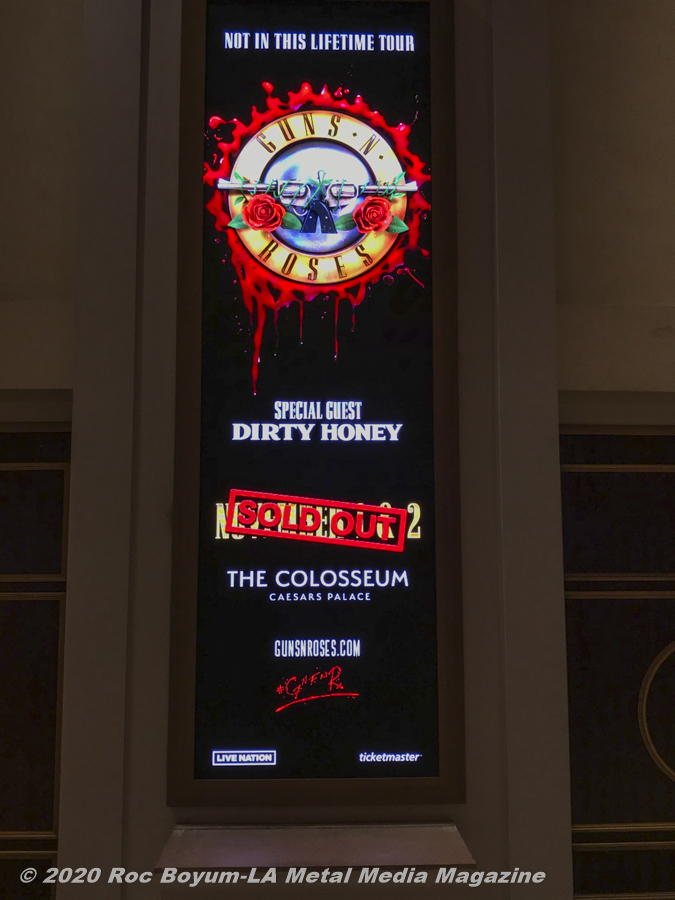 NOT IN THIS LIFETIME TOUR
GUNS • N •
ROSES
SPECIAL GUEST
DIRTY HONEY
SOLD OUT
2
THE COLOSSEUM
CAESARS PALACE
GUNSNROSES.COM
#GNFNR
LIVE NATION
ticketmaster
© 2020 Roc Boyum-LA Metal Media Magazine